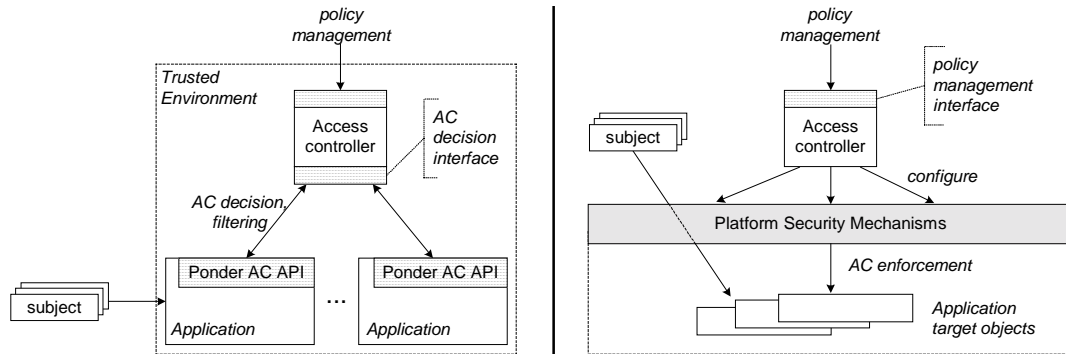 policy
management
Trusted
Environment
Access
controller
AC
decision
interface
AC decision,
filtering
Ponder AC API
Ponder AC API
subject
...
Application
Application
policy
management
policy
management
interface
subject
Access
controller
configure
Platform Security Mechanisms
AC enforcement
Application
target objects